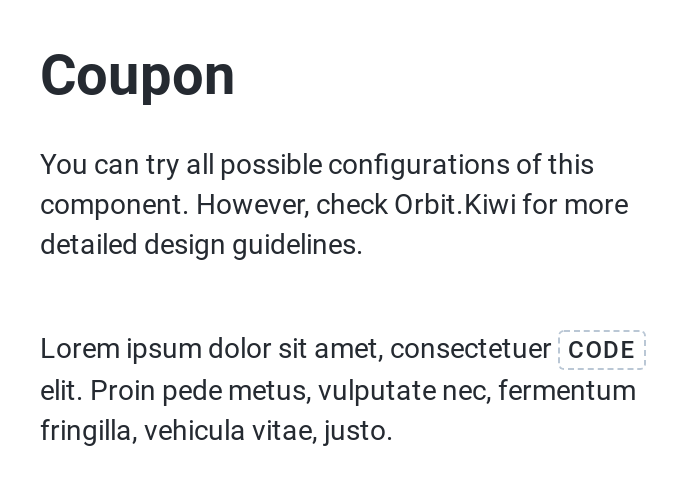 Coupon
You can try all possible configurations of this
component. However, check Orbit.Kiwi for more
detailed design guidelines.
Lorem ipsum dolor sit amet, consectetuer CODE
elit. Proin pede metus, vulputate nec, fermentum
fringilla, vehicula vitae, justo.